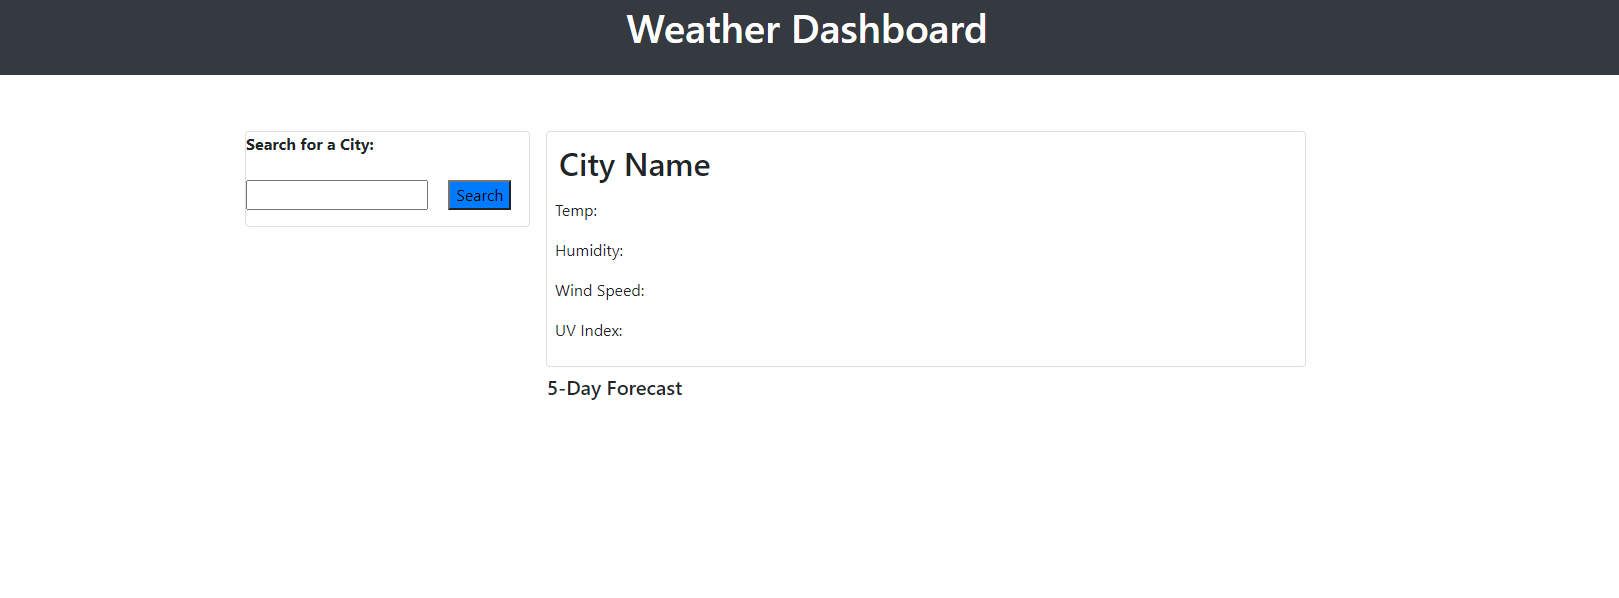 Weather Dashboard
Search for a City:
Search
City Name
Temp:
Humidity:
Wind Speed:
UV Index:
5-Day Forecast